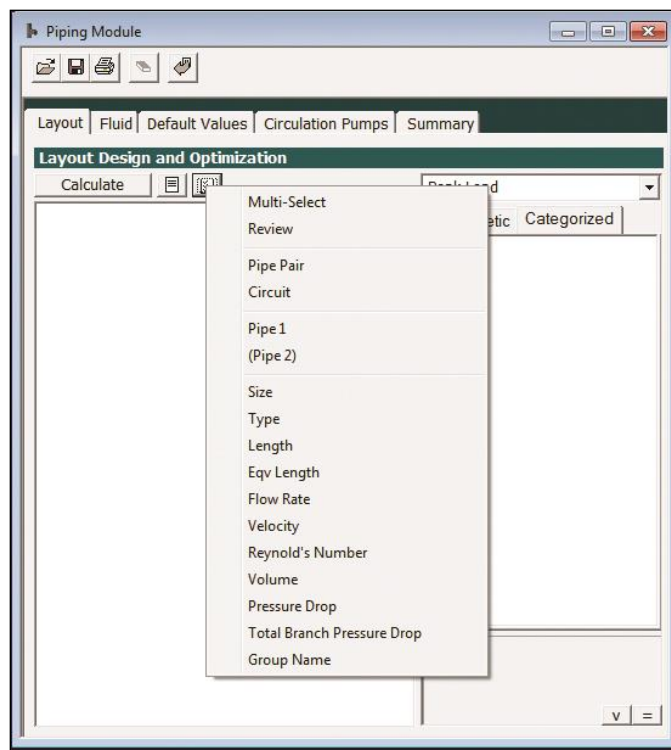 Piping Module
Layout Fluid Default Values Circulation Pumps Summary
Layout Design and Optimization
Calculate
Categorized
Multi-Select
Review
Pipe Pair
Circuit
Pipe 1
(Pipe 2)
Size
Type
Length
Eqv Length
Flow Rate
Velocity
Reynold's Number
Volume
Pressure Drop
Total Branch Pressure Drop
Group Name
v =